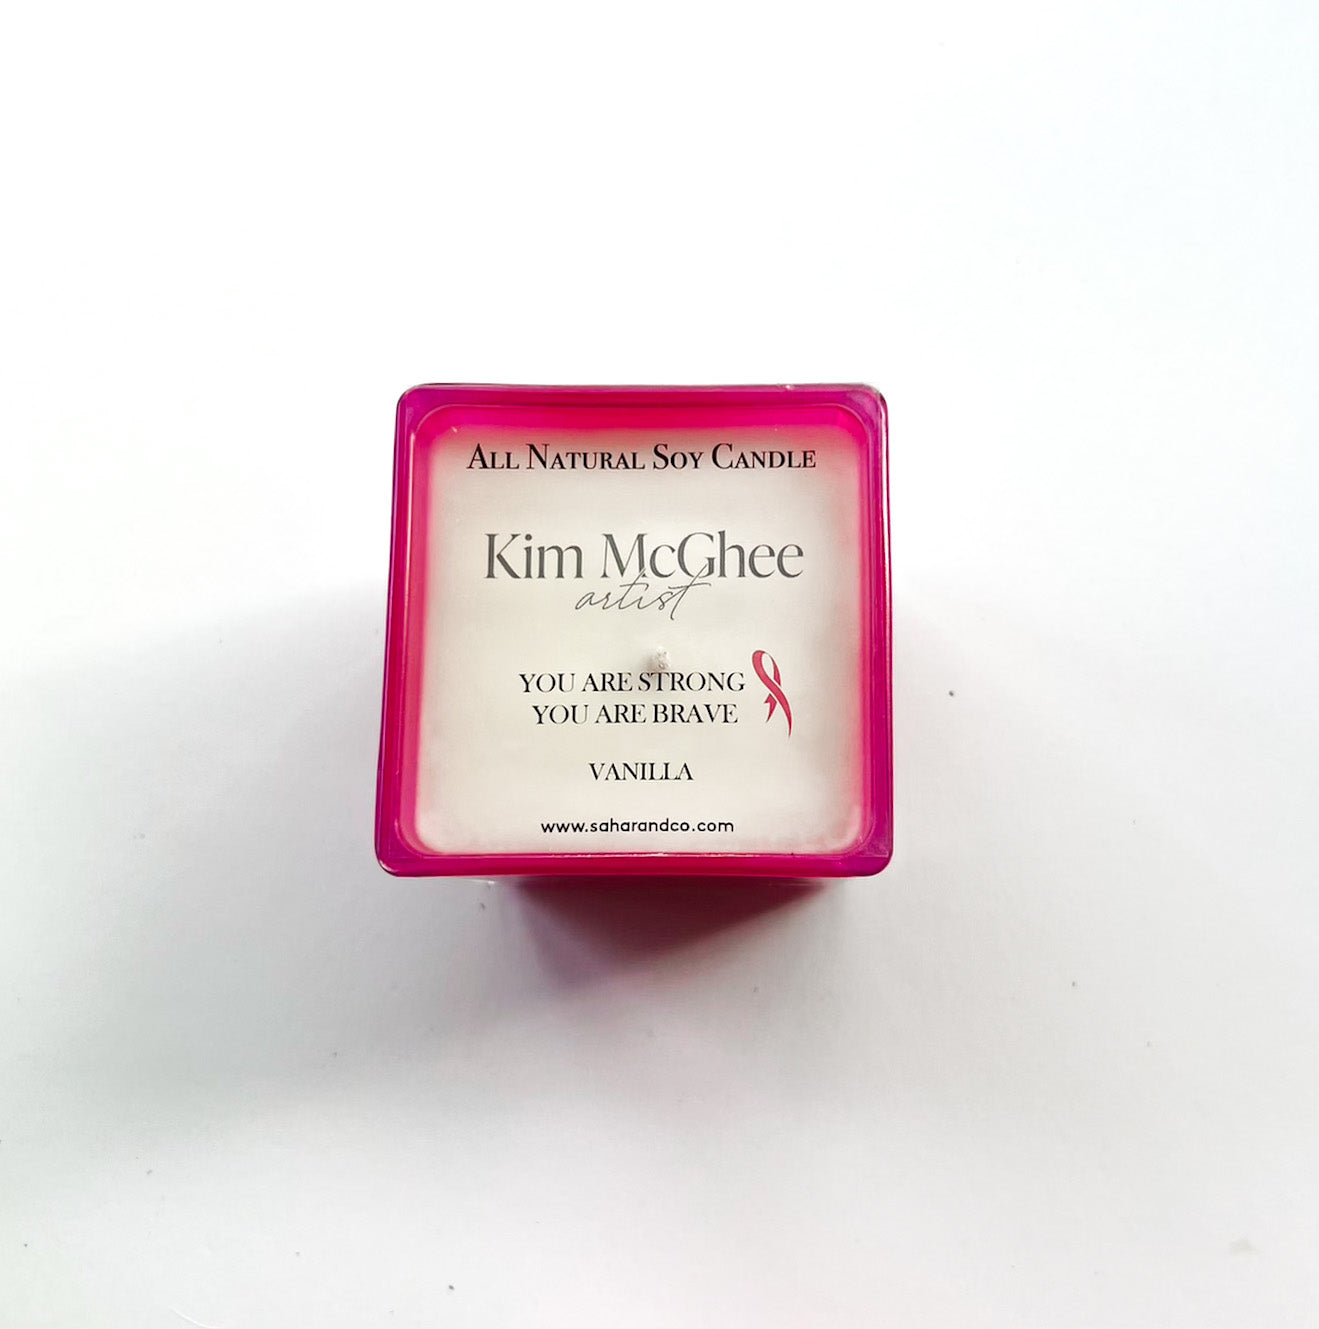 All Natural Soy Candle
Kim McGhee
artist
YOU ARE STRONG
YOU ARE BRAVE
VANILLA
www.saharandco.com